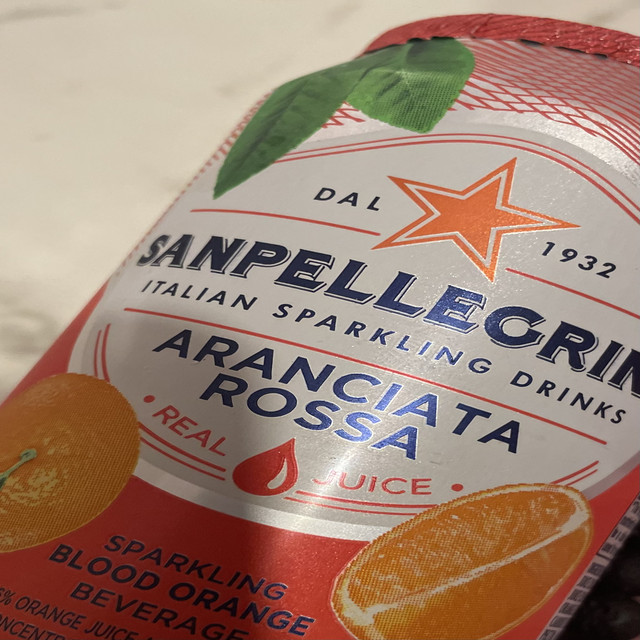 DAL 1932
SANPELLEGRIN
ITALIAN SPARKLING DRINKS
ARANCIATA
ROSSA
REAL JUICE
SPARKLING
BLOOD ORANGE
BEVERAGE
% ORANGE JUICE